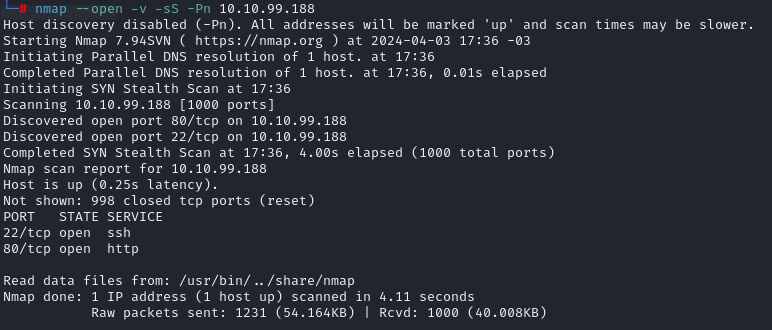 └─# nmap --open -v -sS -Pn 10.10.99.188
Host discovery disabled (-Pn). All addresses will be marked 'up' and scan times may be slower.
Starting Nmap 7.94SVN ( https://nmap.org ) at 2024-04-03 17:36 -03
Initiating Parallel DNS resolution of 1 host. at 17:36
Completed Parallel DNS resolution of 1 host. at 17:36, 0.01s elapsed
Initiating SYN Stealth Scan at 17:36
Scanning 10.10.99.188 [1000 ports]
Discovered open port 80/tcp on 10.10.99.188
Discovered open port 22/tcp on 10.10.99.188
Completed SYN Stealth Scan at 17:36, 4.00s elapsed (1000 total ports)
Nmap scan report for 10.10.99.188
Host is up (0.25s latency).
Not shown: 998 closed tcp ports (reset)
PORT   STATE SERVICE
22/tcp open  ssh
80/tcp open  http

Read data files from: /usr/bin/../share/nmap
Nmap done: 1 IP address (1 host up) scanned in 4.11 seconds
           Raw packets sent: 1231 (54.164KB) | Rcvd: 1000 (40.008KB)